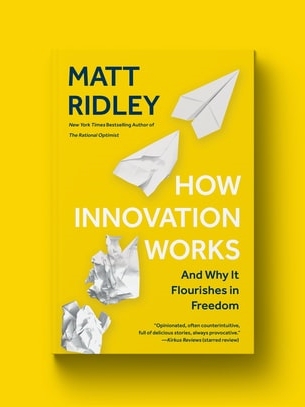 MATT
RIDLEY
New York Times Bestselling Author of
The Rational Optimist
HOW
INNOVATION
WORKS
And Why It
Flourishes in
Freedom
"Opinionated, often counterintuitive,
full of delicious stories, always provocative."
—Kirkus Reviews (starred review)